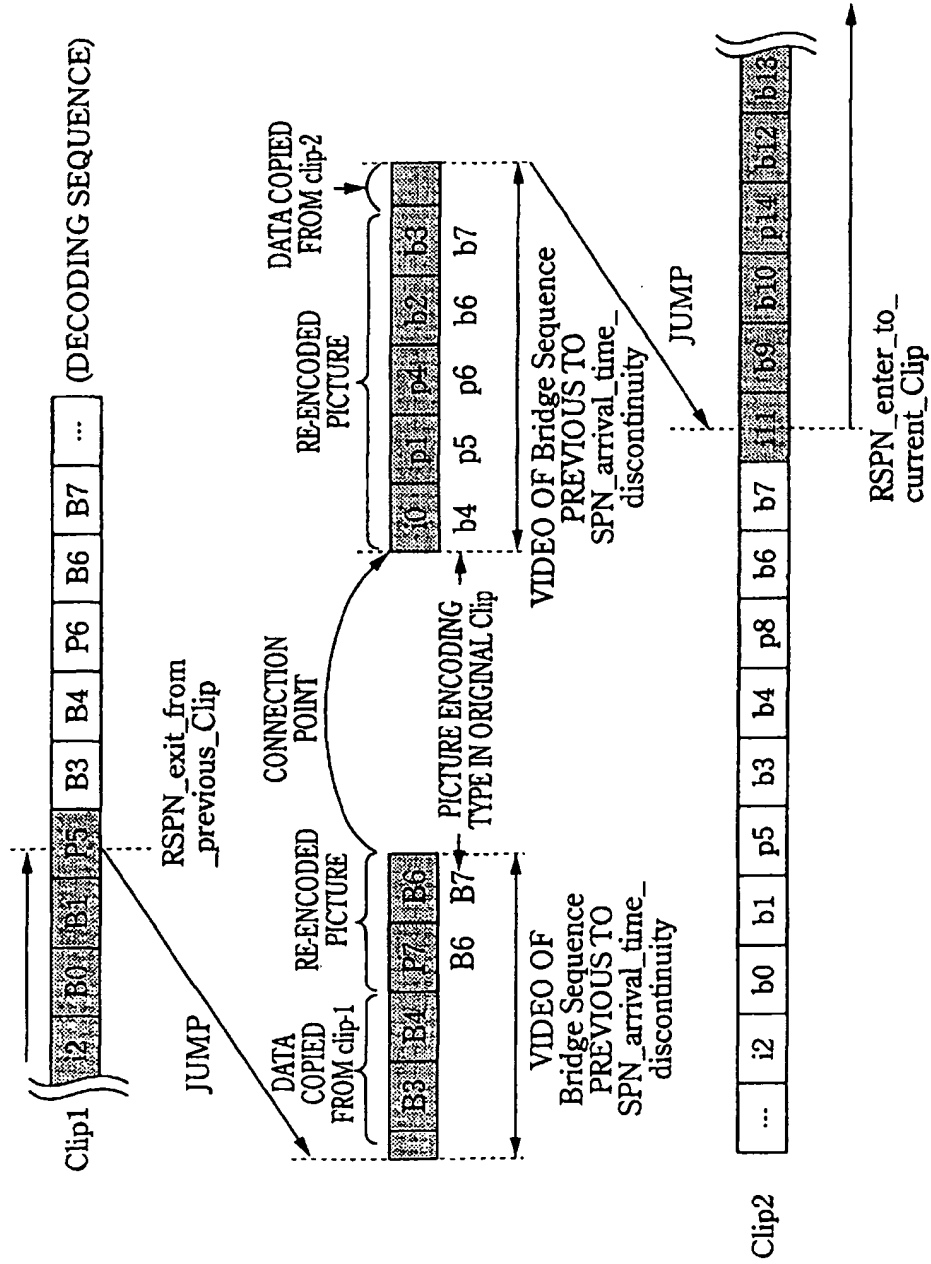 Clip1
i2 B0 B1 P5 B3 B4 P6 B6 B7 ... (DECODING SEQUENCE)
RSPN_exit_from
_previous_Clip
JUMP
DATA
COPIED
FROM clip-1
RE-ENCODED
PICTURE
CONNECTION
POINT
RE-ENCODED
PICTURE
DATA COPIED
FROM clip-2
B3 B4 P7 B6
B6 B7
PICTURE ENCODING
TYPE IN ORIGINAL Clip
i0 p1 p4 b2 b3
b4 p5 p6 b6 b7
VIDEO OF
Bridge Sequence
PREVIOUS TO
SPN_arrival_time_
discontinuity
VIDEO OF Bridge Sequence
PREVIOUS TO
SPN_arrival_time_
discontinuity
JUMP
Clip2
... i2 b0 b1 p5 b3 b4 p8 b6 b7 i11 b9 b10 p14 b12 b13
RSPN_enter_to_
current_Clip